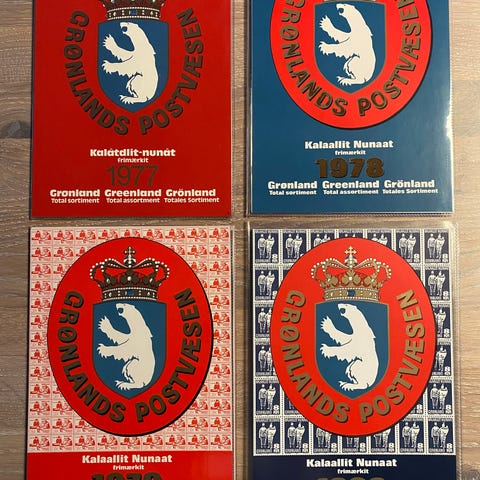 GRØNLANDS POSTVÆSEN
Kalâtdlit-nunât
frimærkit
1977
Grønland Greenland Grönland
Total sortiment Total assortment Totales Sortiment
GRØNLANDS POSTVÆSEN
Kalaallit Nunaat
frimærkit
1978
Grønland Greenland Grönland
Total sortiment Total assortment Totales Sortiment
GRØNLANDS POSTVÆSEN
Kalaallit Nunaat
frimærkit
GRØNLANDS POSTVÆSEN
Kalaallit Nunaat
frimærkit